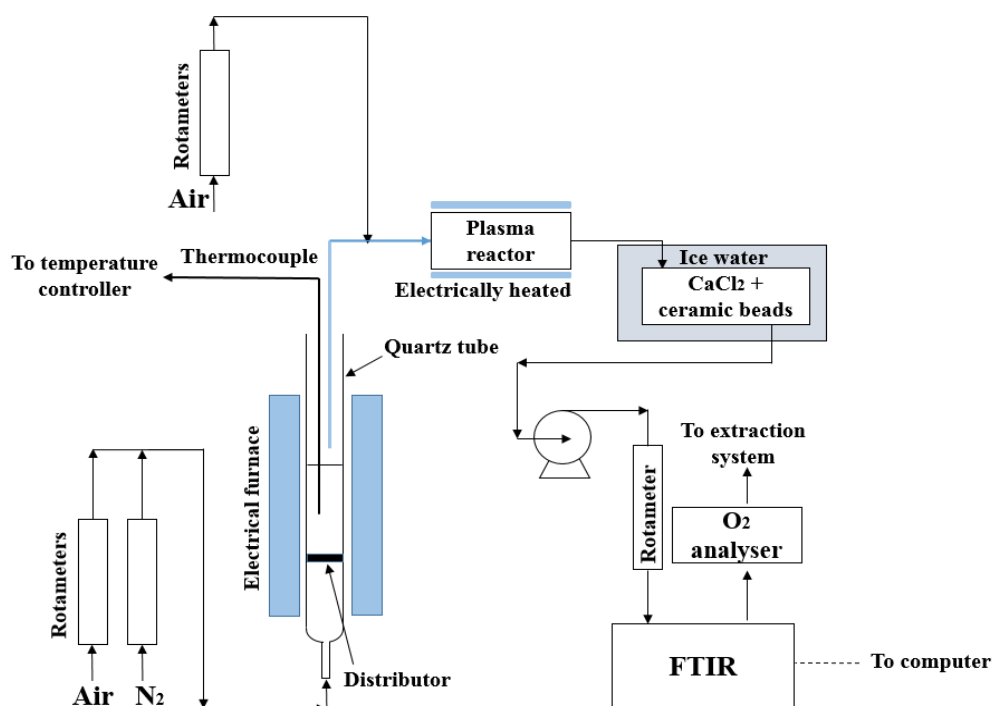 Rotameters
Air
Plasma
reactor
Electrically heated
Ice water
CaCl₂ +
ceramic beads
Thermocouple
To temperature
controller
Quartz tube
Electrical furnace
To extraction
system
Rotameter
O₂
analyser
Rotameters
Air
N₂
Distributor
FTIR
To computer